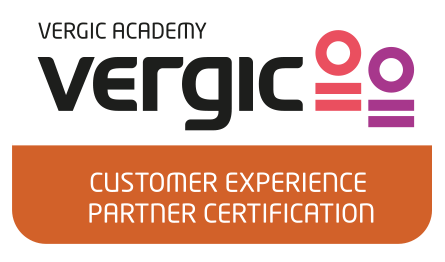 VERGIC ACADEMY
vergic
CUSTOMER EXPERIENCE
PARTNER CERTIFICATION